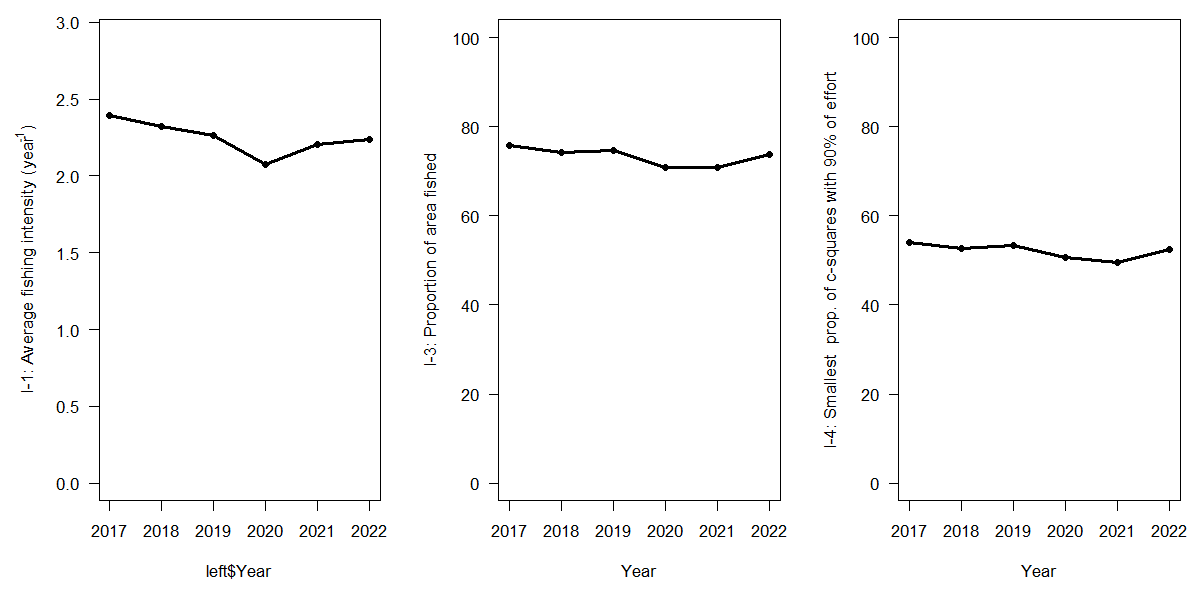 I-1: Average fishing intensity (year⁻¹)
3.0
2.5
2.0
1.5
1.0
0.5
0.0
2017 2018 2019 2020 2021 2022
left$Year
I-3: Proportion of area fished
100
80
60
40
20
0
2017 2018 2019 2020 2021 2022
Year
I-4: Smallest  prop. of c-squares with 90% of effort
100
80
60
40
20
0
2017 2018 2019 2020 2021 2022
Year